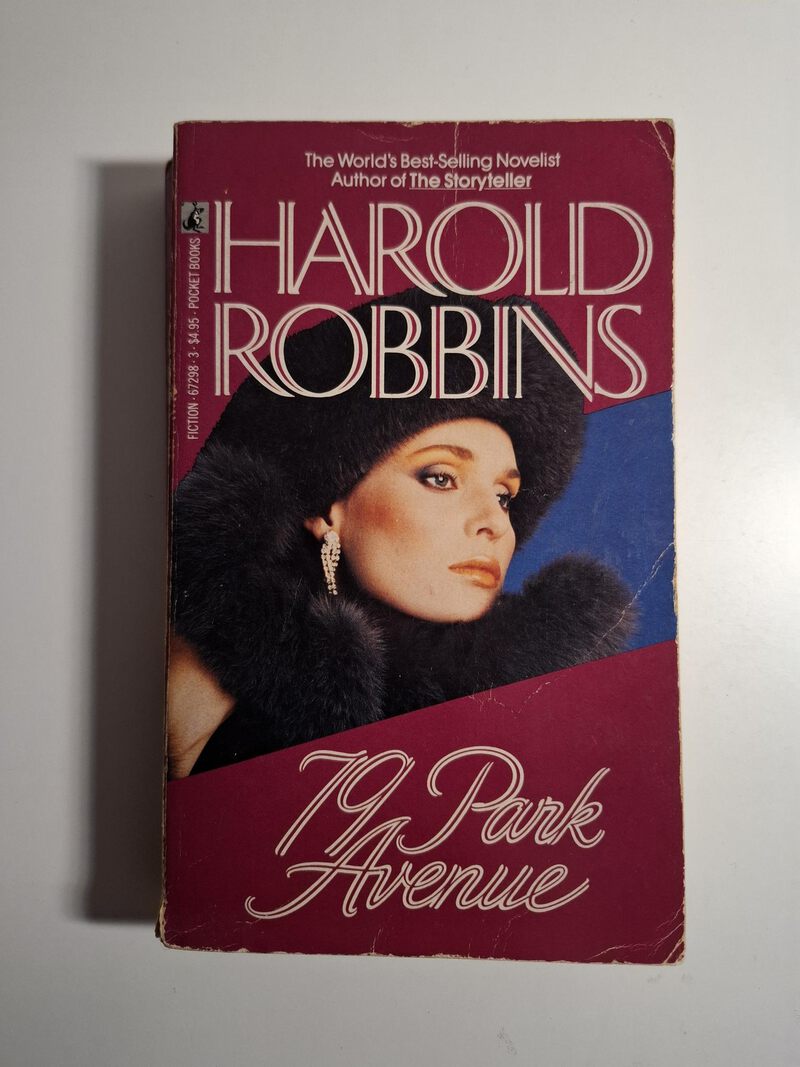 The World's Best-Selling Novelist
Author of The Storyteller
HAROLD
ROBBINS
FICTION · 67298 · 3 · $4.95 · POCKET BOOKS
79 Park
Avenue